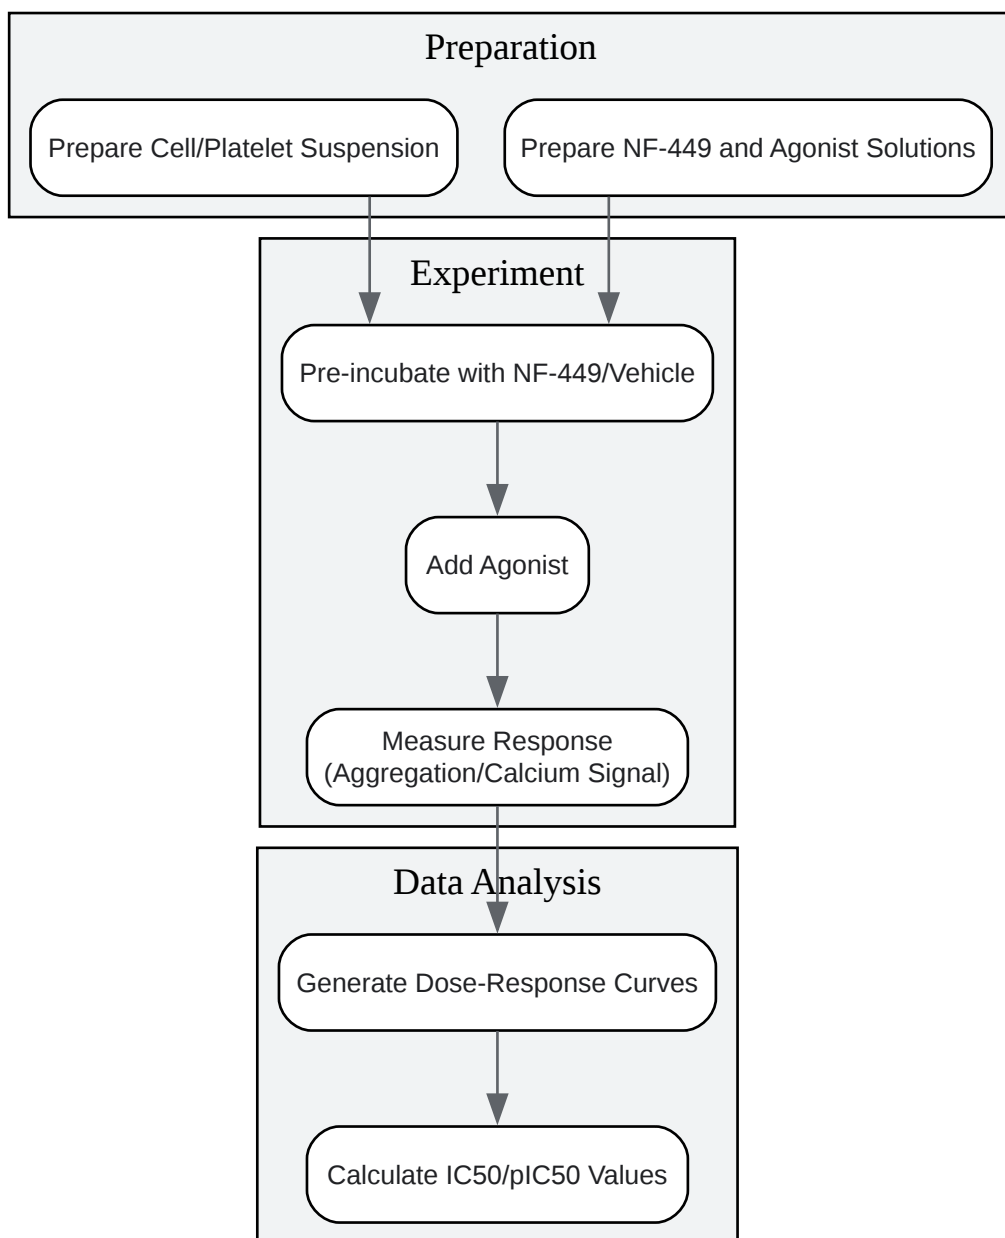 Preparation
Prepare Cell/Platelet Suspension
Prepare NF-449 and Agonist Solutions
Experiment
Pre-incubate with NF-449/Vehicle
Add Agonist
Measure Response
(Aggregation/Calcium Signal)
Data Analysis
Generate Dose-Response Curves
Calculate IC50/pIC50 Values